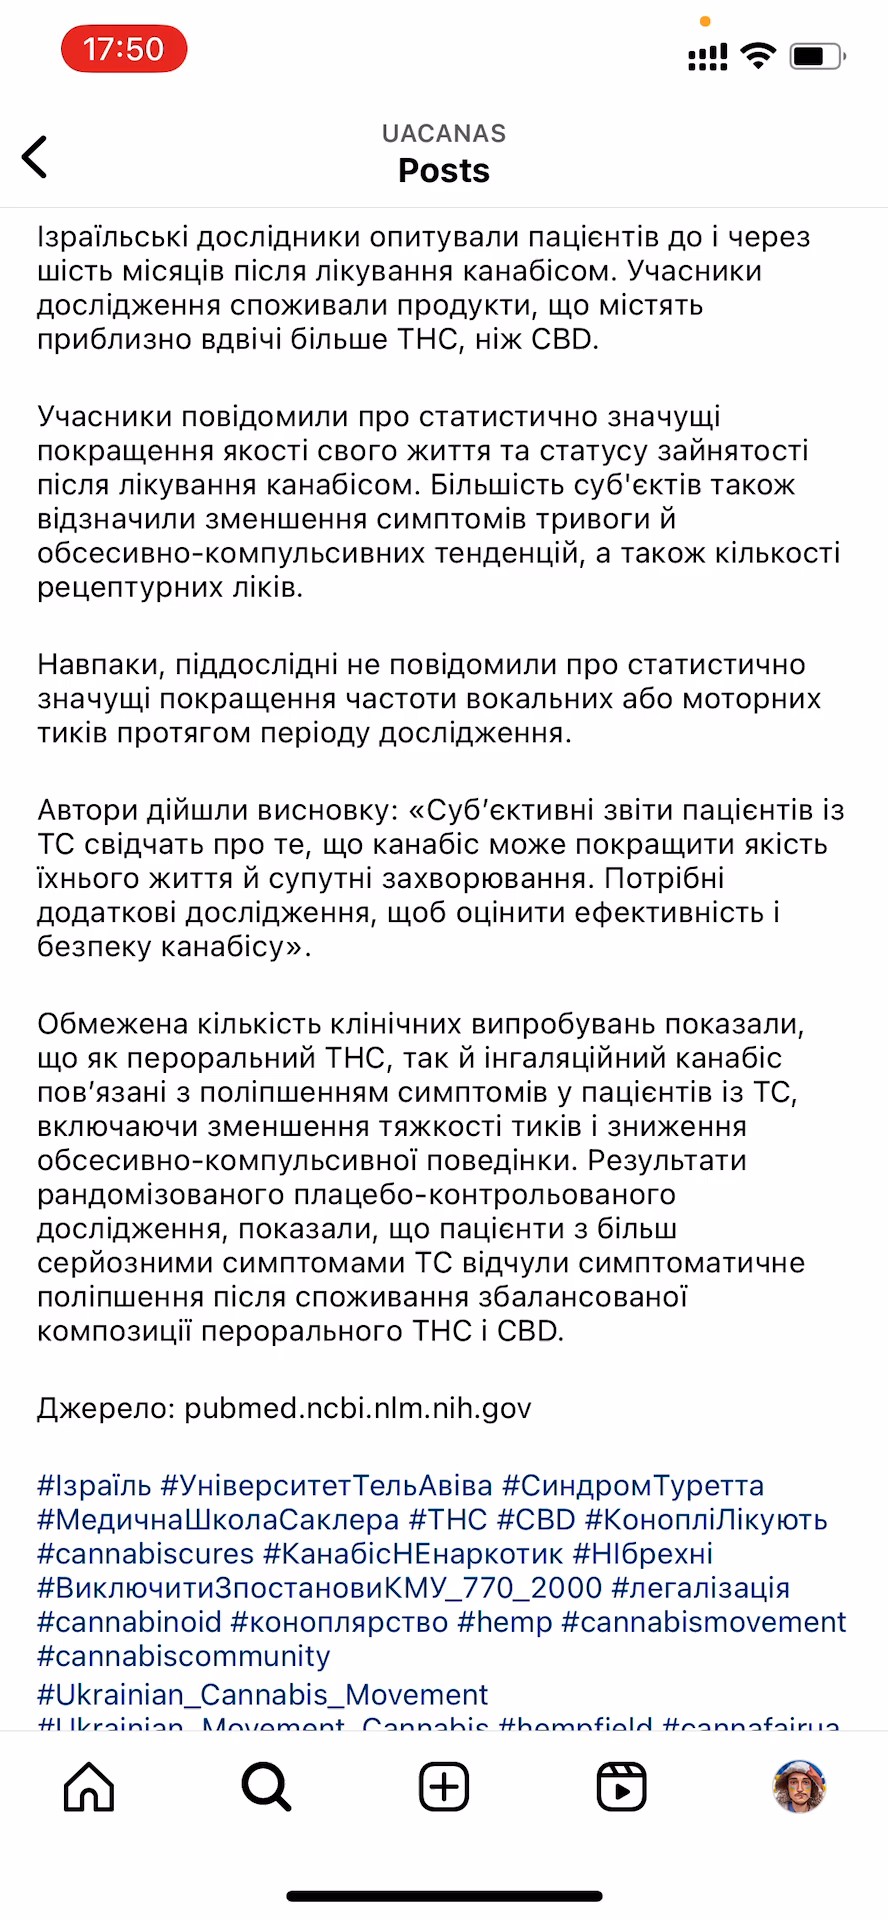 17:50
UACANAS
Posts
Ізраїльські дослідники опитували пацієнтів до і через
шість місяців після лікування канабісом. Учасники
дослідження споживали продукти, що містять
приблизно вдвічі більше ТНС, ніж CBD.
Учасники повідомили про статистично значущі
покращення якості свого життя та статусу зайнятості
після лікування канабісом. Більшість суб'єктів також
відзначили зменшення симптомів тривоги й
обсесивно-компульсивних тенденцій, а також кількості
рецептурних ліків.
Навпаки, піддослідні не повідомили про статистично
значущі покращення частоти вокальних або моторних
тиків протягом періоду дослідження.
Автори дійшли висновку: «Суб’єктивні звіти пацієнтів із
ТС свідчать про те, що канабіс може покращити якість
їхнього життя й супутні захворювання. Потрібні
додаткові дослідження, щоб оцінити ефективність і
безпеку канабісу».
Обмежена кількість клінічних випробувань показали,
що як пероральний ТНС, так й інгаляційний канабіс
пов’язані з поліпшенням симптомів у пацієнтів із ТС,
включаючи зменшення тяжкості тиків і зниження
обсесивно-компульсивної поведінки. Результати
рандомізованого плацебо-контрольованого
дослідження, показали, що пацієнти з більш
серйозними симптомами ТС відчули симптоматичне
поліпшення після споживання збалансованої
композиції перорального ТНС і CBD.
Джерело: pubmed.ncbi.nlm.nih.gov
#Ізраїль #УніверситетТельАвіва #СиндромТуретта
#МедичнаШколаСаклера #ТНС #CBD #КонопліЛікують
#cannabiscures #КанабісНЕнаркотик #НІбрехні
#ВиключитиЗпостановиКМУ_770_2000 #легалізація
#cannabinoid #коноплярство #hemp #cannabismovement
#cannabiscommunity
#Ukrainian_Cannabis_Movement
#Ukrainian_Movement_Cannabis #hempfield #cannafairua